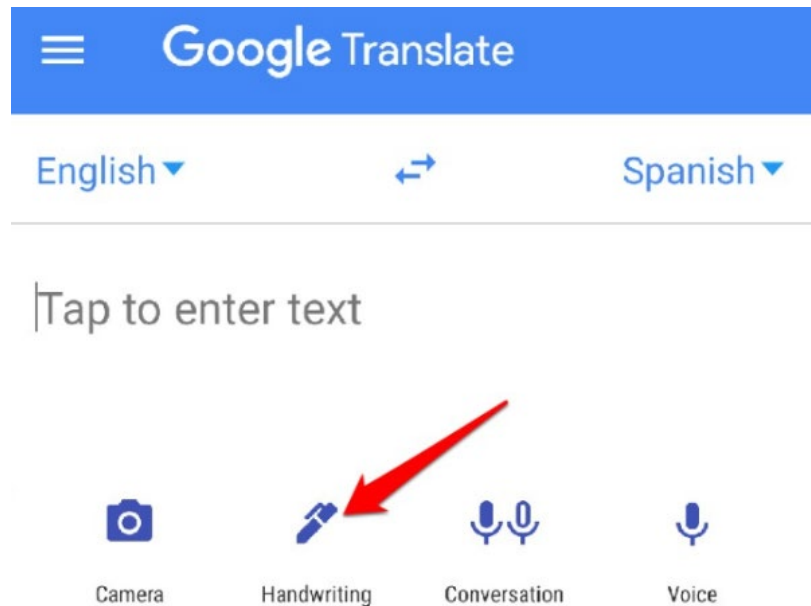 Google Translate
English Spanish
Tap to enter text
Camera Handwriting Conversation Voice